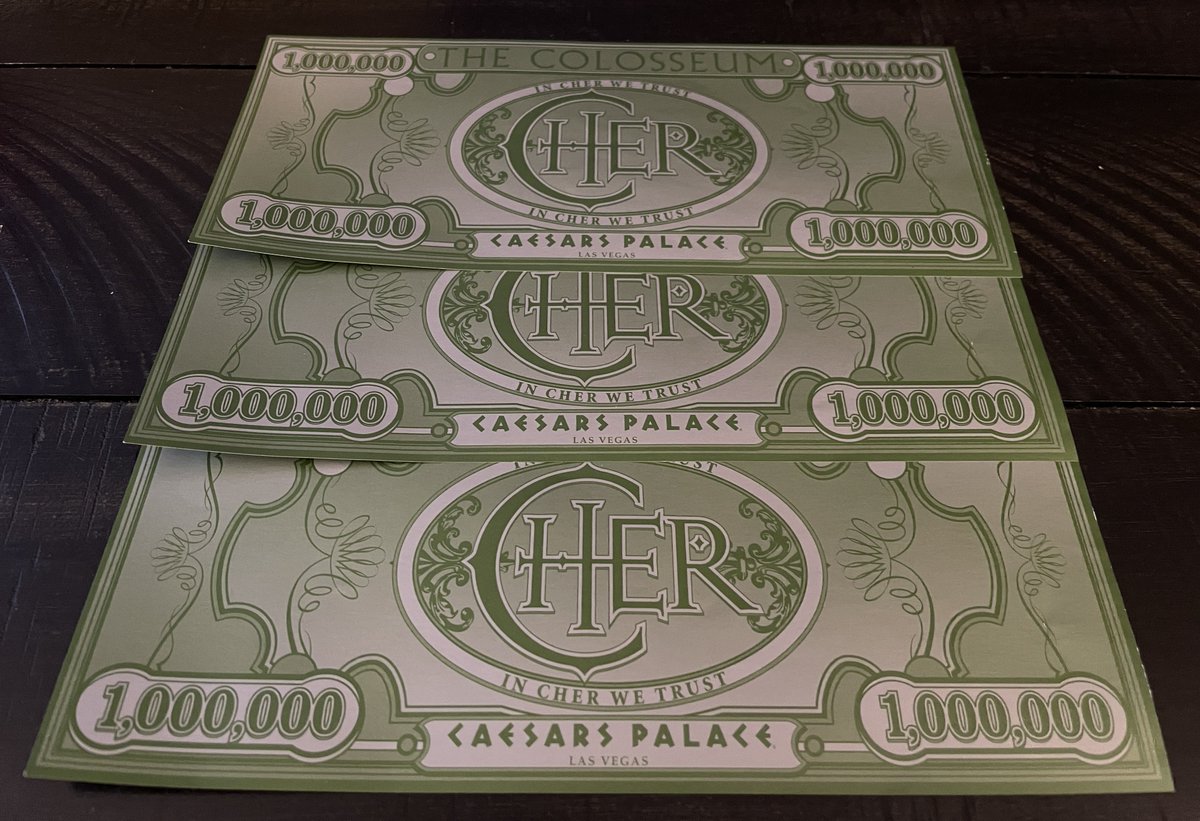 1,000,000 THE COLOSSEUM 1,000,000
IN CHER WE TRUST
CHER
IN CHER WE TRUST
1,000,000 1,000,000
CAESARS PALACE
LAS VEGAS
CHER
IN CHER WE TRUST
1,000,000 1,000,000
CAESARS PALACE
LAS VEGAS
CHER
IN CHER WE TRUST
1,000,000 1,000,000
CAESARS PALACE
LAS VEGAS